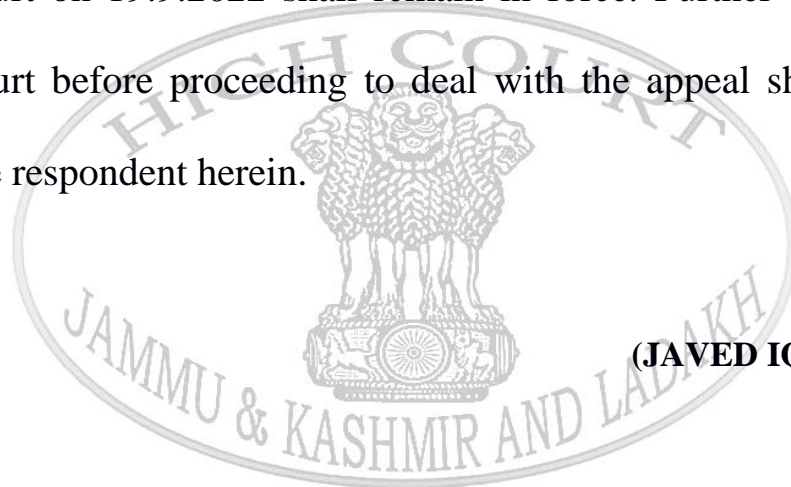 urt on 19.9.2022 shall remain in force. Further
urt before proceeding to deal with the appeal sh
e respondent herein.
HIGH COURT
(JAVED IQ
JAMMU & KASHMIR AND LADAKH